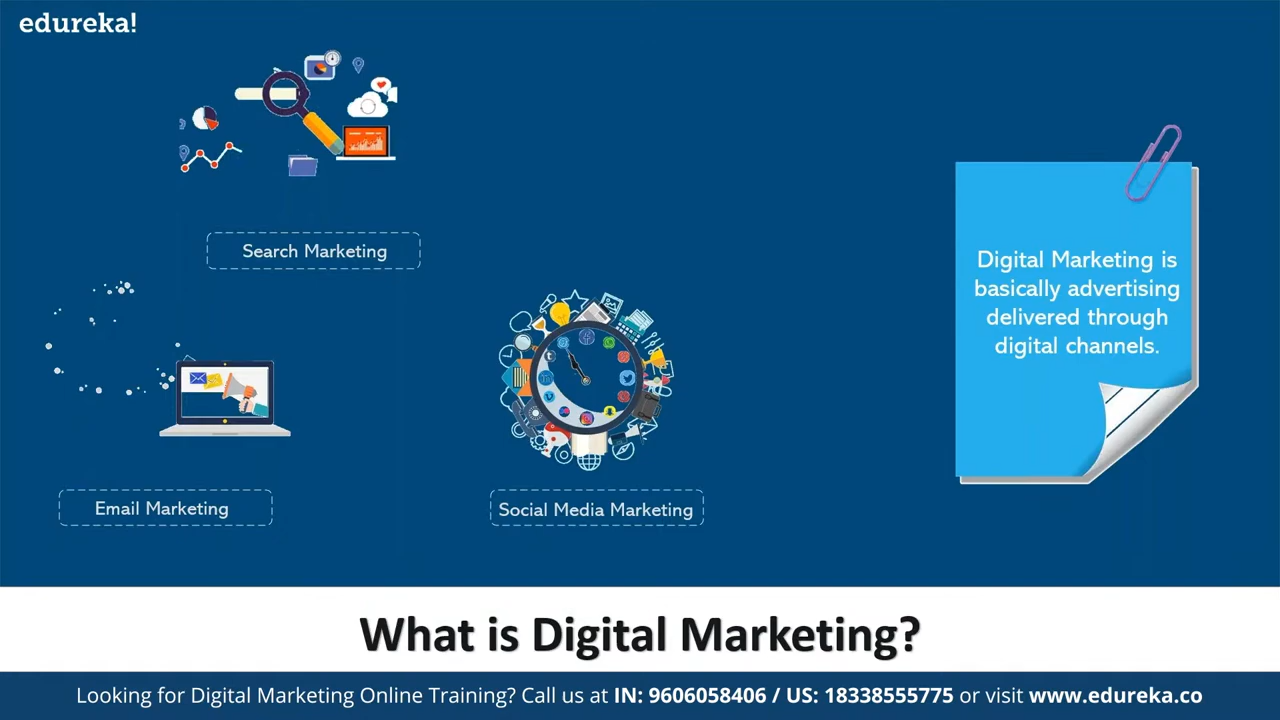 edureka!
Search Marketing
Digital Marketing is
basically advertising
delivered through
digital channels.
Email Marketing
Social Media Marketing
What is Digital Marketing?
Looking for Digital Marketing Online Training? Call us at IN: 9606058406 / US: 18338555775 or visit www.edureka.co